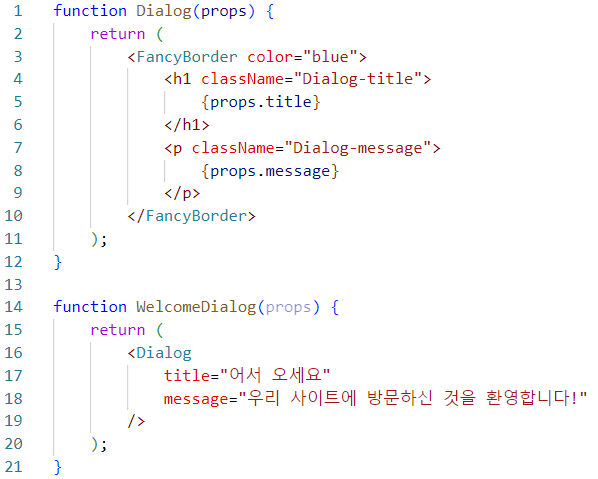 1 function Dialog(props) {
2     return (
3         <FancyBorder color="blue">
4             <h1 className="Dialog-title">
5                 {props.title}
6             </h1>
7             <p className="Dialog-message">
8                 {props.message}
9             </p>
10         </FancyBorder>
11     );
12 }
13
14 function WelcomeDialog(props) {
15     return (
16         <Dialog
17             title="어서 오세요"
18             message="우리 사이트에 방문하신 것을 환영합니다!"
19         />
20     );
21 }